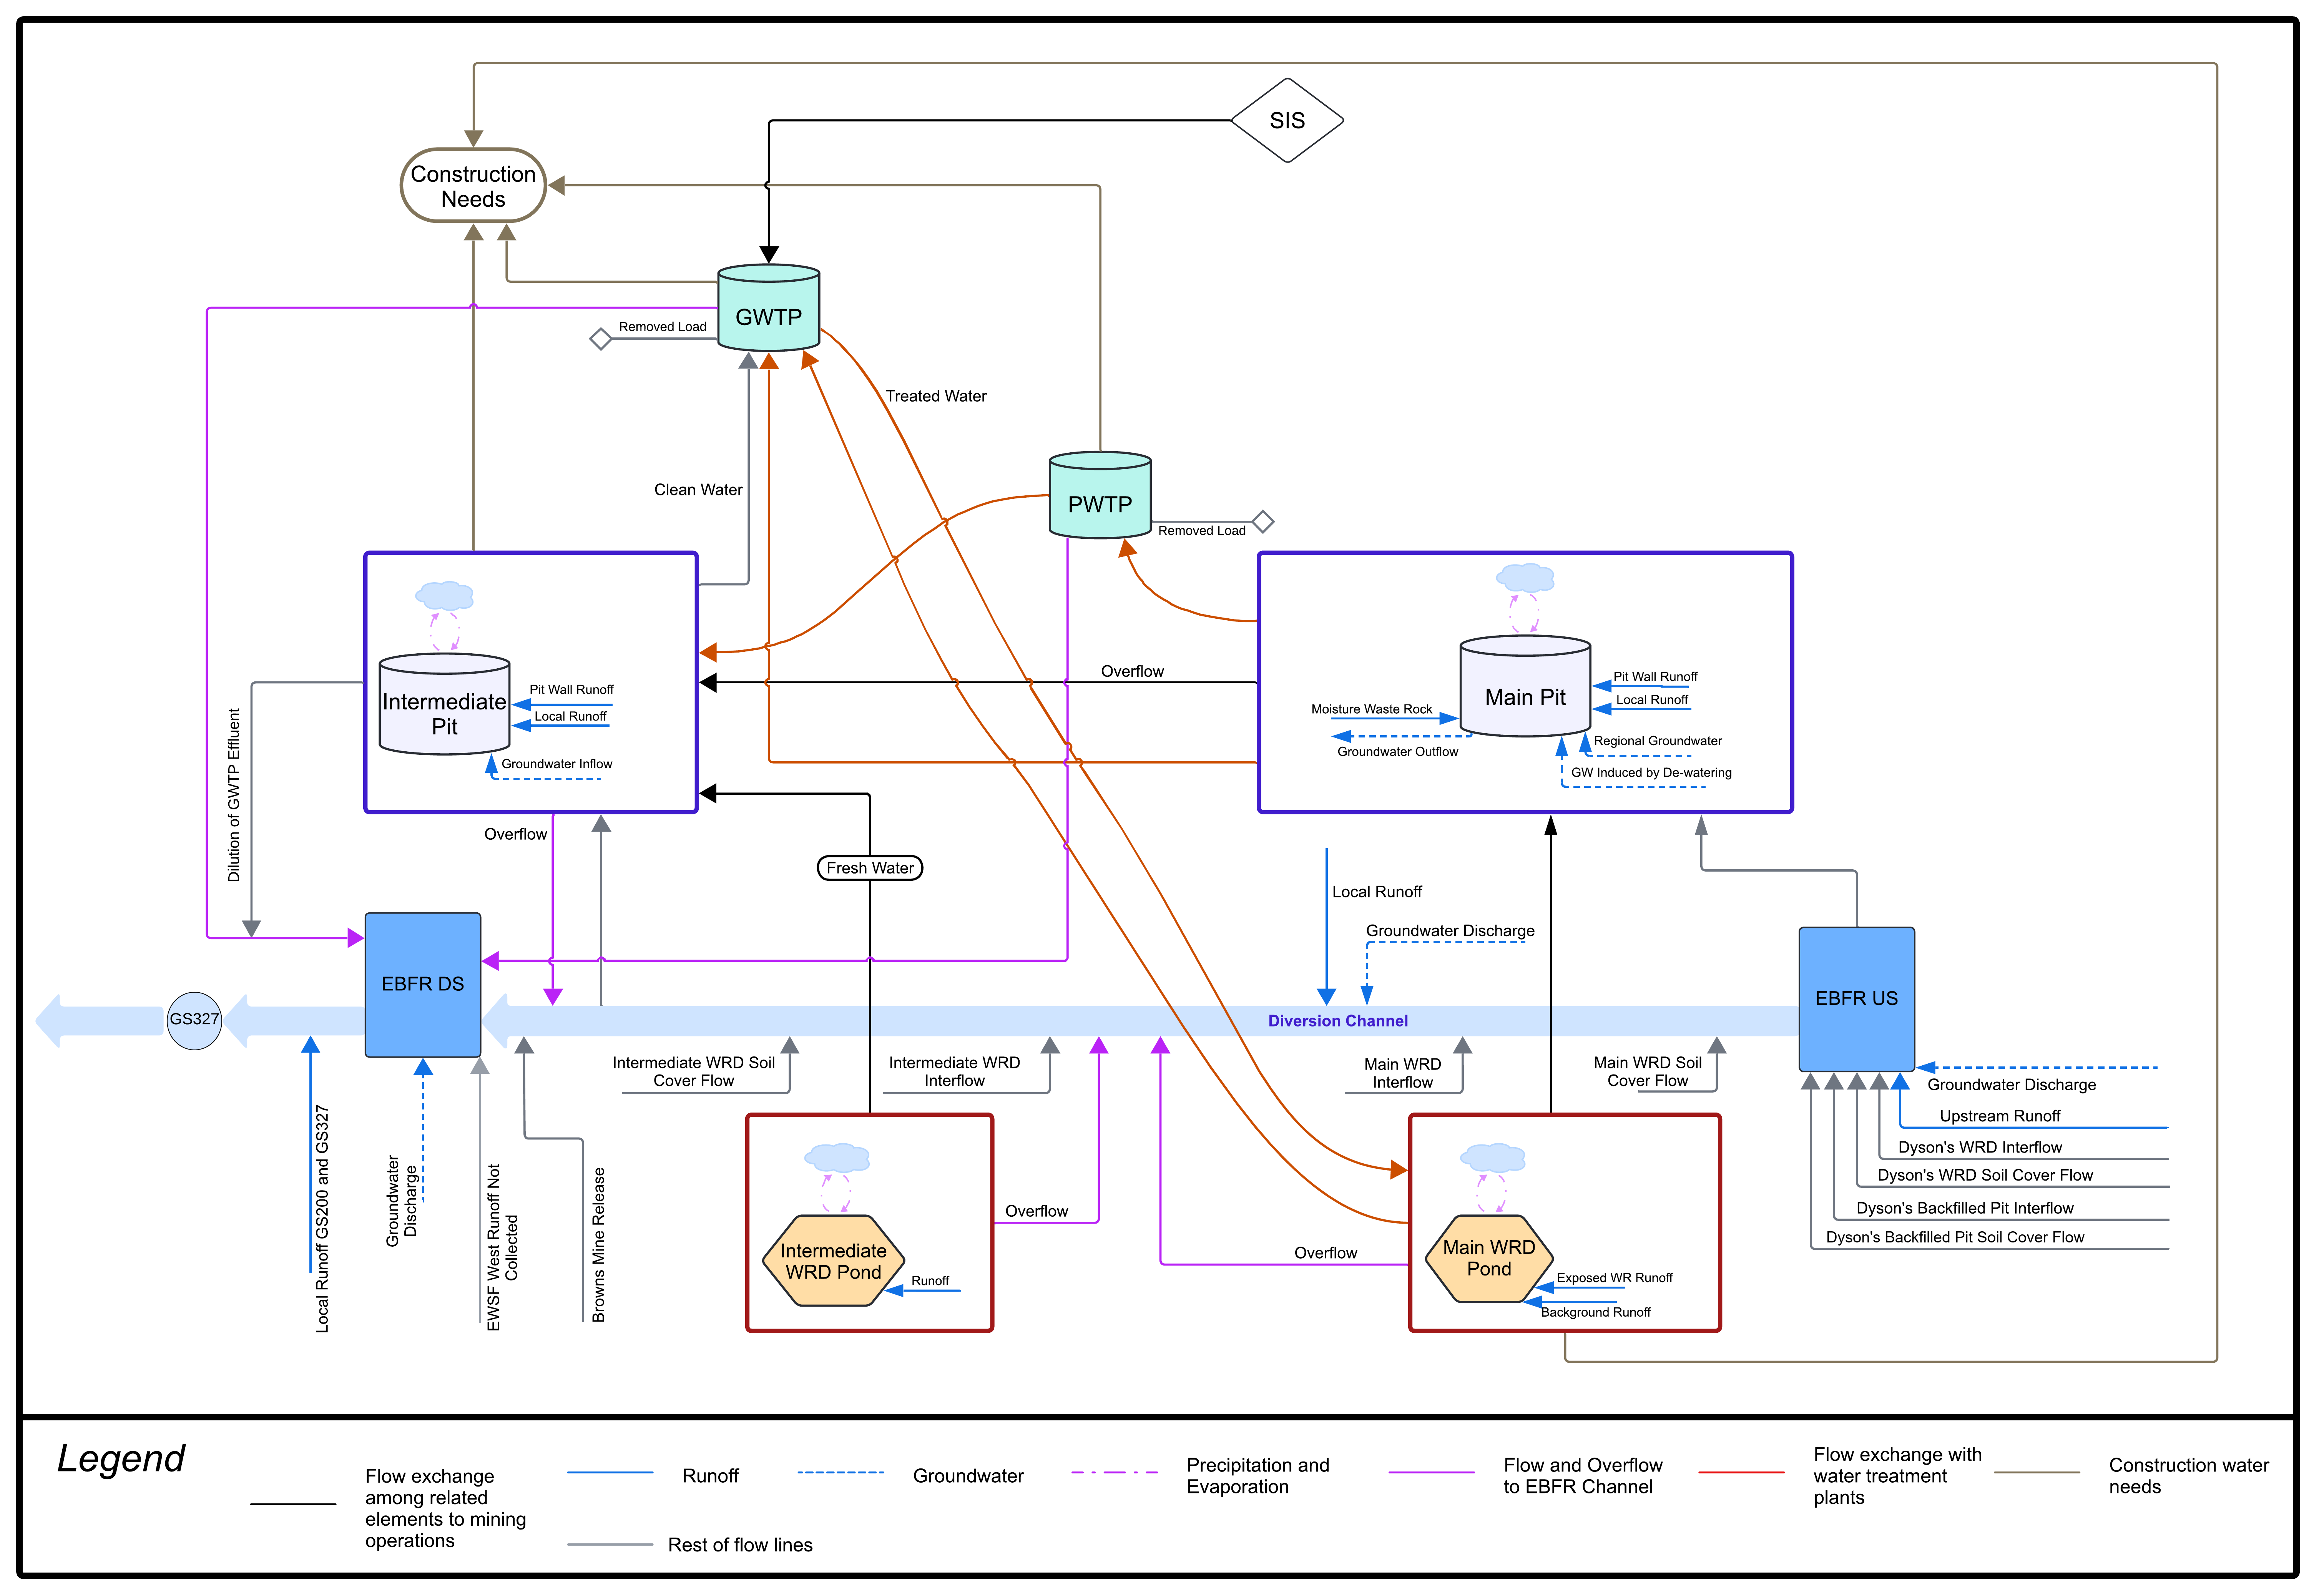 SIS
Construction
Needs
GWTP
Removed Load
Treated Water
Clean Water
PWTP
Removed Load
Intermediate
Pit
Pit Wall Runoff
Local Runoff
Groundwater Inflow
Overflow
Main Pit
Pit Wall Runoff
Local Runoff
Moisture Waste Rock
Groundwater Outflow
Regional Groundwater
GW Induced by De-watering
Dilution of GWTP Effluent
Overflow
Fresh Water
Local Runoff
Groundwater Discharge
EBFR DS
EBFR US
GS327
Diversion Channel
Intermediate WRD Soil
Cover Flow
Intermediate WRD
Interflow
Main WRD
Interflow
Main WRD Soil
Cover Flow
Groundwater Discharge
Upstream Runoff
Dyson's WRD Interflow
Dyson's WRD Soil Cover Flow
Dyson's Backfilled Pit Interflow
Dyson's Backfilled Pit Soil Cover Flow
Local Runoff GS200 and GS327
Groundwater
Discharge
EWSF West Runoff Not
Collected
Browns Mine Release
Intermediate
WRD Pond
Runoff
Overflow
Overflow
Main WRD
Pond
Exposed WR Runoff
Background Runoff
Legend
Flow exchange
among related
elements to mining
operations
Runoff
Rest of flow lines
Groundwater
Precipitation and
Evaporation
Flow and Overflow
to EBFR Channel
Flow exchange with
water treatment
plants
Construction water
needs